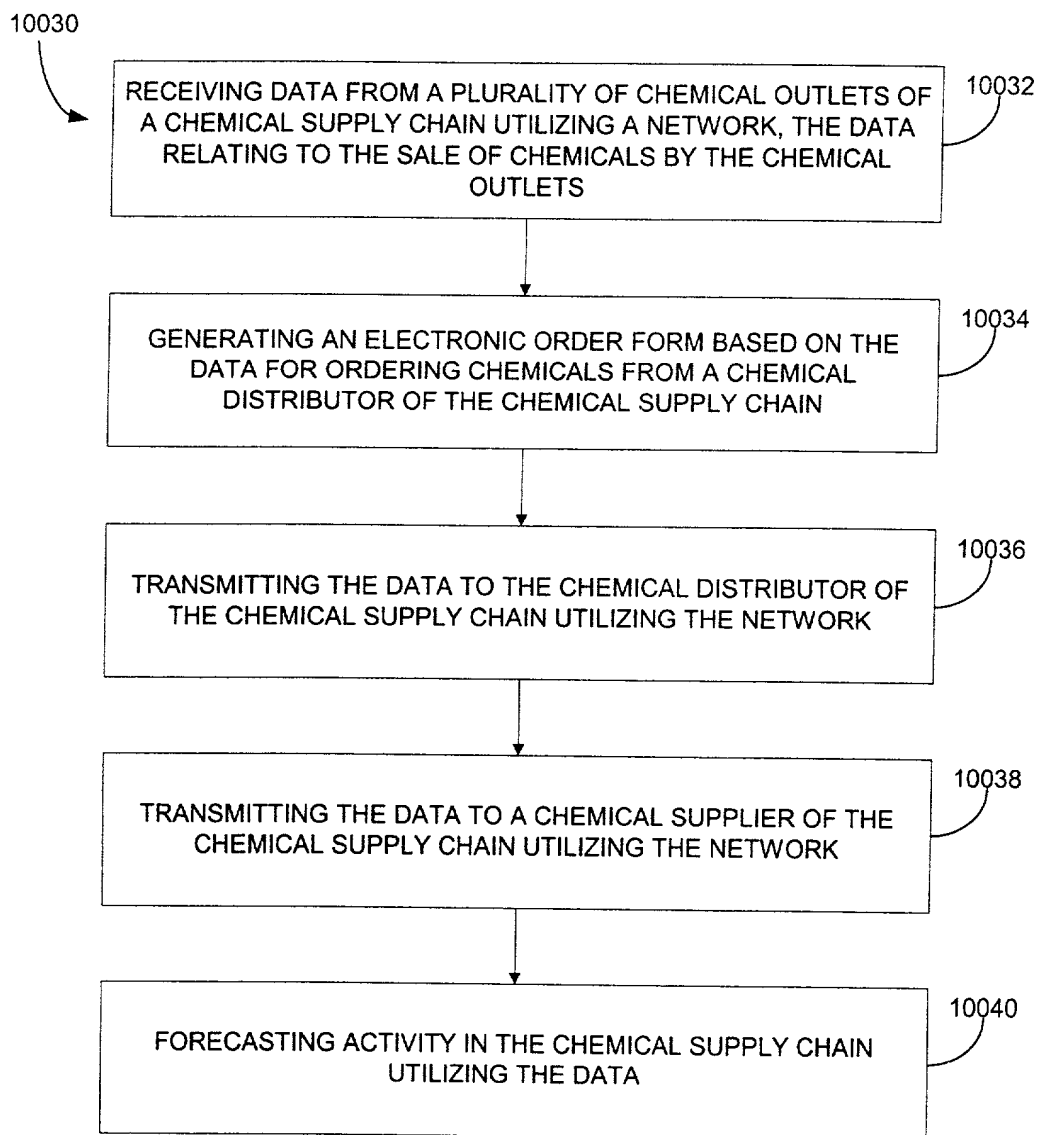 10030
RECEIVING DATA FROM A PLURALITY OF CHEMICAL OUTLETS OF
A CHEMICAL SUPPLY CHAIN UTILIZING A NETWORK, THE DATA
RELATING TO THE SALE OF CHEMICALS BY THE CHEMICAL
OUTLETS
10032
GENERATING AN ELECTRONIC ORDER FORM BASED ON THE
DATA FOR ORDERING CHEMICALS FROM A CHEMICAL
DISTRIBUTOR OF THE CHEMICAL SUPPLY CHAIN
10034
TRANSMITTING THE DATA TO THE CHEMICAL DISTRIBUTOR OF
THE CHEMICAL SUPPLY CHAIN UTILIZING THE NETWORK
10036
TRANSMITTING THE DATA TO A CHEMICAL SUPPLIER OF THE
CHEMICAL SUPPLY CHAIN UTILIZING THE NETWORK
10038
FORECASTING ACTIVITY IN THE CHEMICAL SUPPLY CHAIN
UTILIZING THE DATA
10040